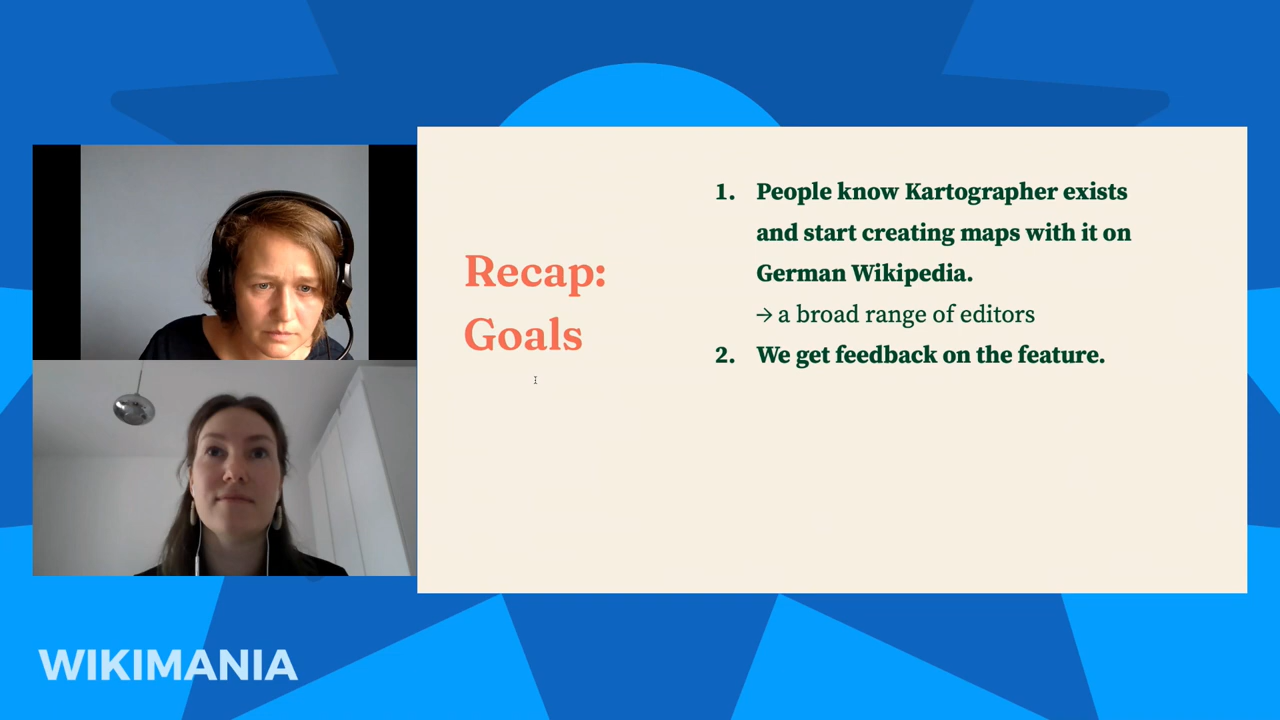 Recap:
Goals
1. People know Kartographer exists
and start creating maps with it on
German Wikipedia.
→ a broad range of editors
2. We get feedback on the feature.
WIKIMANIA